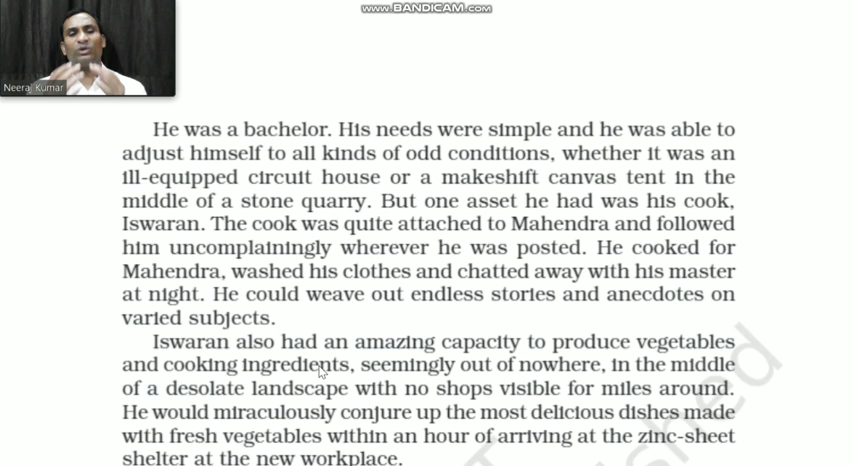 www.BANDICAM.com
Neeraj Kumar
He was a bachelor. His needs were simple and he was able to
adjust himself to all kinds of odd conditions, whether it was an
ill-equipped circuit house or a makeshift canvas tent in the
middle of a stone quarry. But one asset he had was his cook,
Iswaran. The cook was quite attached to Mahendra and followed
him uncomplainingly wherever he was posted. He cooked for
Mahendra, washed his clothes and chatted away with his master
at night. He could weave out endless stories and anecdotes on
varied subjects.
Iswaran also had an amazing capacity to produce vegetables
and cooking ingredients, seemingly out of nowhere, in the middle
of a desolate landscape with no shops visible for miles around.
He would miraculously conjure up the most delicious dishes made
with fresh vegetables within an hour of arriving at the zinc-sheet
shelter at the new workplace.